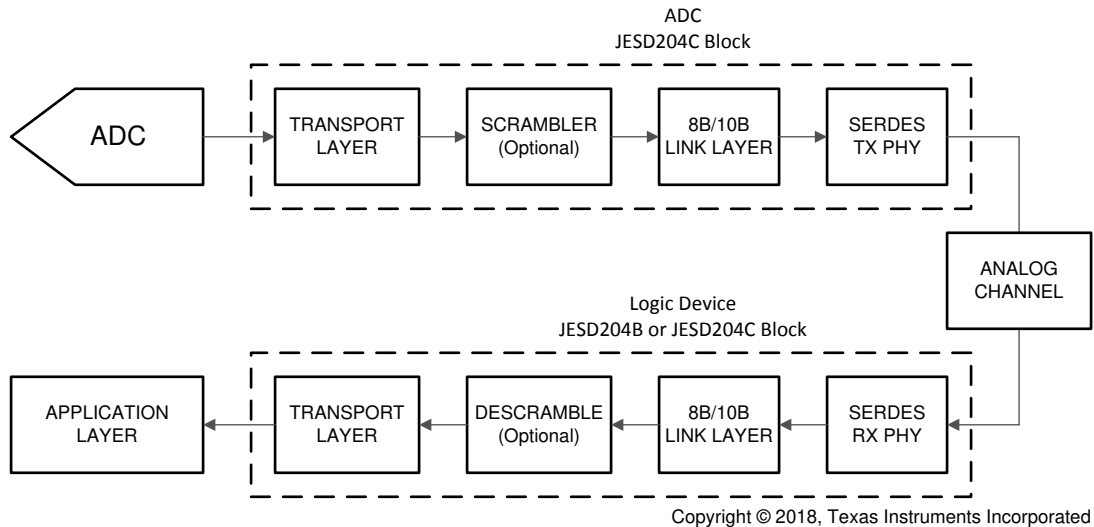 ADC
JESD204C Block
ADC
TRANSPORT
LAYER
SCRAMBLER
(Optional)
8B/10B
LINK LAYER
SERDES
TX PHY
ANALOG
CHANNEL
Logic Device
JESD204B or JESD204C Block
APPLICATION
LAYER
TRANSPORT
LAYER
DESCRAMBLE
(Optional)
8B/10B
LINK LAYER
SERDES
RX PHY
Copyright © 2018, Texas Instruments Incorporated